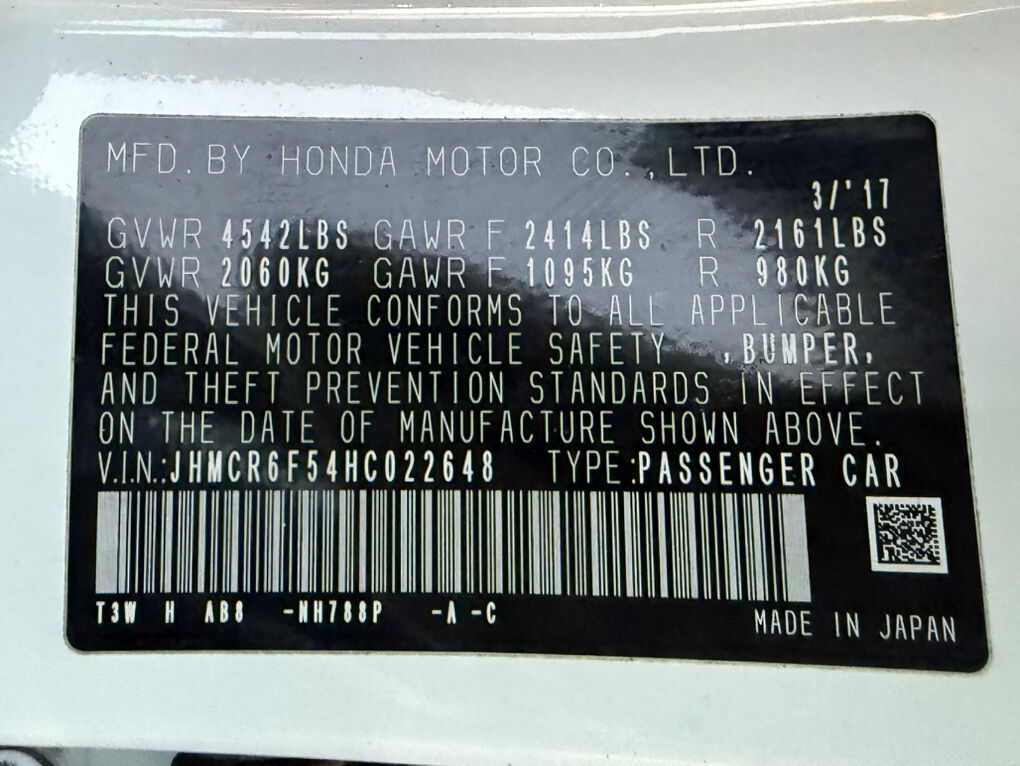 MFD. BY HONDA MOTOR CO.,LTD.
3/'17
GVWR 4542LBS GAWR F 2414LBS R 2161LBS
GVWR 2060KG GAWR F 1095KG R 980KG
THIS VEHICLE CONFORMS TO ALL APPLICABLE
FEDERAL MOTOR VEHICLE SAFETY ,BUMPER,
AND THEFT PREVENTION STANDARDS IN EFFECT
ON THE DATE OF MANUFACTURE SHOWN ABOVE.
V.I.N.:JHMCR6F54HC022648 TYPE:PASSENGER CAR
T3W H AB8 -NH788P -A -C
MADE IN JAPAN